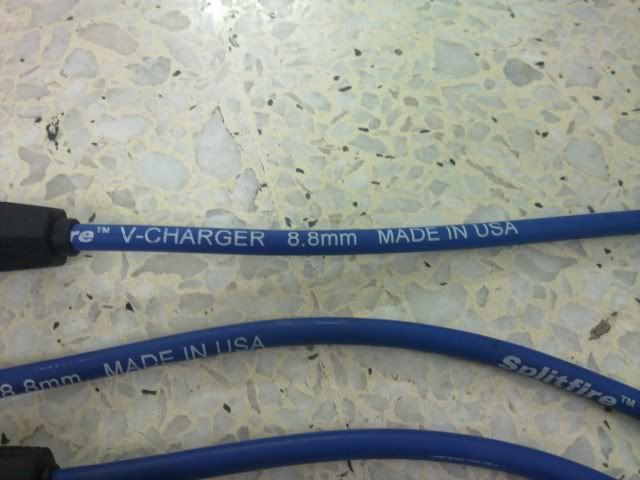 re™ V-CHARGER 8.8mm MADE IN USA
8.8mm MADE IN USA Splitfire™